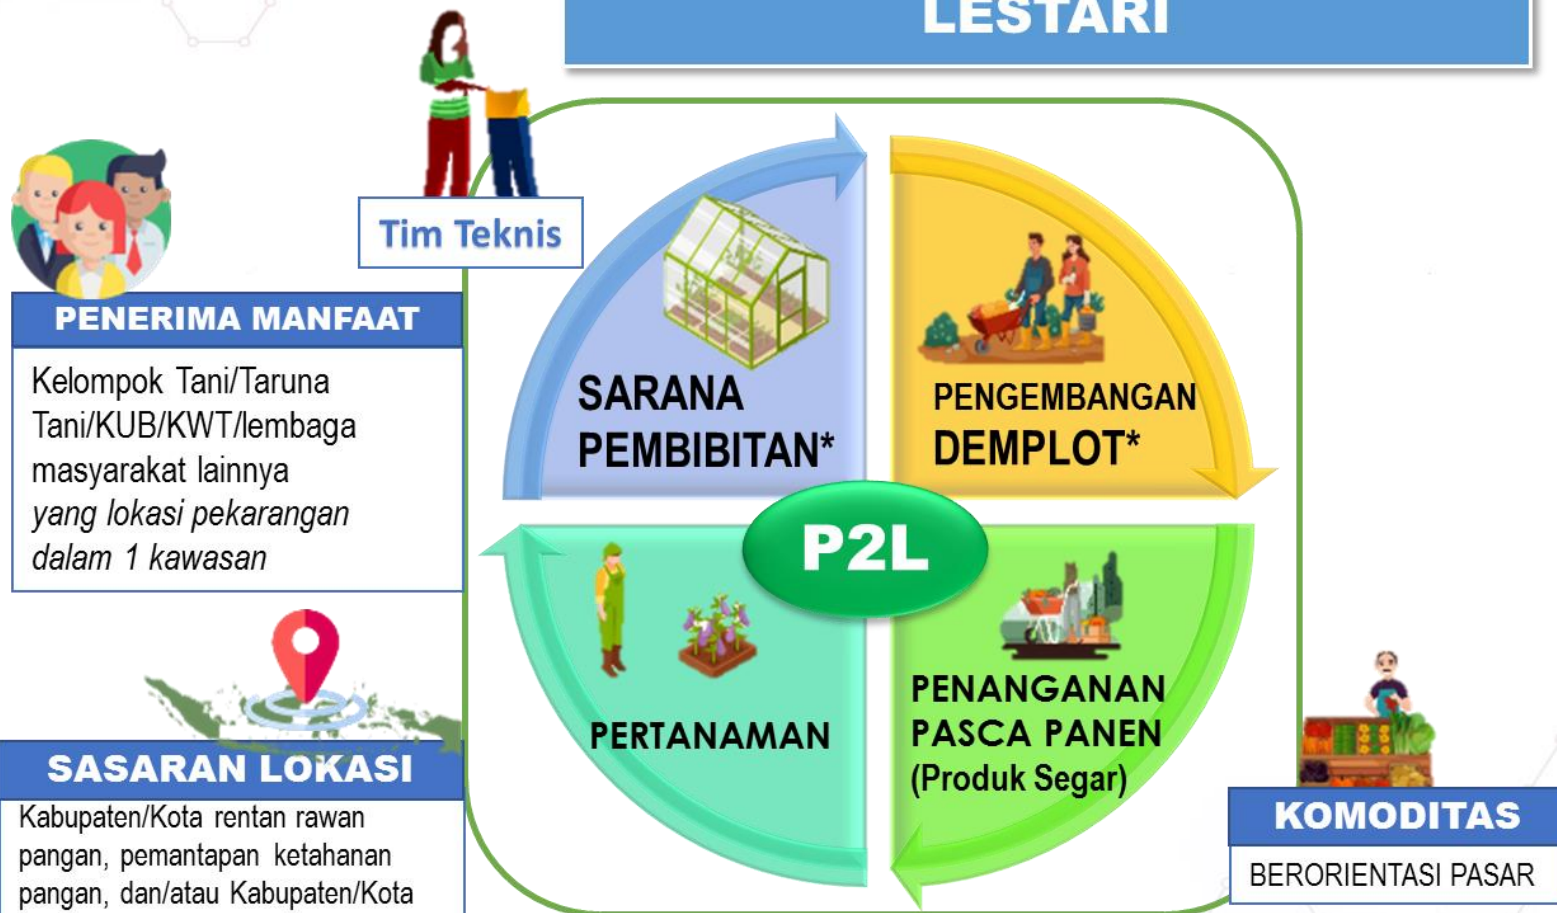 LESTARI
Tim Teknis
PENERIMA MANFAAT
Kelompok Tani/Taruna
Tani/KUB/KWT/lembaga
masyarakat lainnya
yang lokasi pekarangan
dalam 1 kawasan
SARANA
PEMBIBITAN*
PENGEMBANGAN
DEMPLOT*
P2L
PERTANAMAN
PENANGANAN
PASCA PANEN
(Produk Segar)
SASARAN LOKASI
Kabupaten/Kota rentan rawan
pangan, pemantapan ketahanan
pangan, dan/atau Kabupaten/Kota
KOMODITAS
BERORIENTASI PASAR